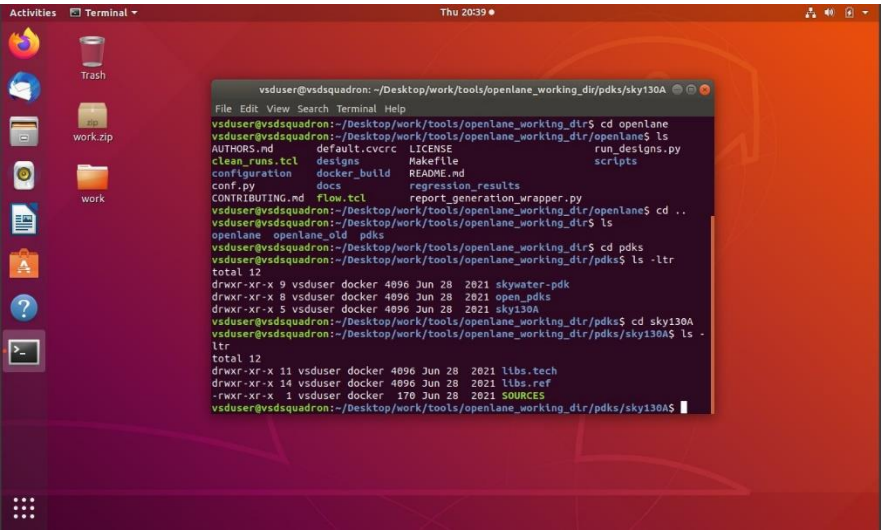 Activities Terminal Thu 20:39
Trash
zip
work.zip
work
vsduser@vsdsquadron: ~/Desktop/work/tools/openlane_working_dir/pdks/sky130A
File Edit View Search Terminal Help
vsduser@vsdsquadron:~/Desktop/work/tools/openlane_working_dir$ cd openlane
vsduser@vsdsquadron:~/Desktop/work/tools/openlane_working_dir/openlane$ ls
AUTHORS.md default.cvcrc LICENSE run_designs.py
clean_runs.tcl designs Makefile scripts
configuration docker_build README.md
conf.py docs regression_results
CONTRIBUTING.md flow.tcl report_generation_wrapper.py
vsduser@vsdsquadron:~/Desktop/work/tools/openlane_working_dir/openlane$ cd ..
vsduser@vsdsquadron:~/Desktop/work/tools/openlane_working_dir$ ls
openlane openlane_old pdks
vsduser@vsdsquadron:~/Desktop/work/tools/openlane_working_dir$ cd pdks
vsduser@vsdsquadron:~/Desktop/work/tools/openlane_working_dir/pdks$ ls -ltr
total 12
drwxr-xr-x 9 vsduser docker 4096 Jun 28 2021 skywater-pdk
drwxr-xr-x 8 vsduser docker 4096 Jun 28 2021 open_pdks
drwxr-xr-x 5 vsduser docker 4096 Jun 28 2021 sky130A
vsduser@vsdsquadron:~/Desktop/work/tools/openlane_working_dir/pdks$ cd sky130A
vsduser@vsdsquadron:~/Desktop/work/tools/openlane_working_dir/pdks/sky130A$ ls -
ltr
total 12
drwxr-xr-x 11 vsduser docker 4096 Jun 28 2021 libs.tech
drwxr-xr-x 14 vsduser docker 4096 Jun 28 2021 libs.ref
-rwxr-xr-x 1 vsduser docker 170 Jun 28 2021 SOURCES
vsduser@vsdsquadron:~/Desktop/work/tools/openlane_working_dir/pdks/sky130A$